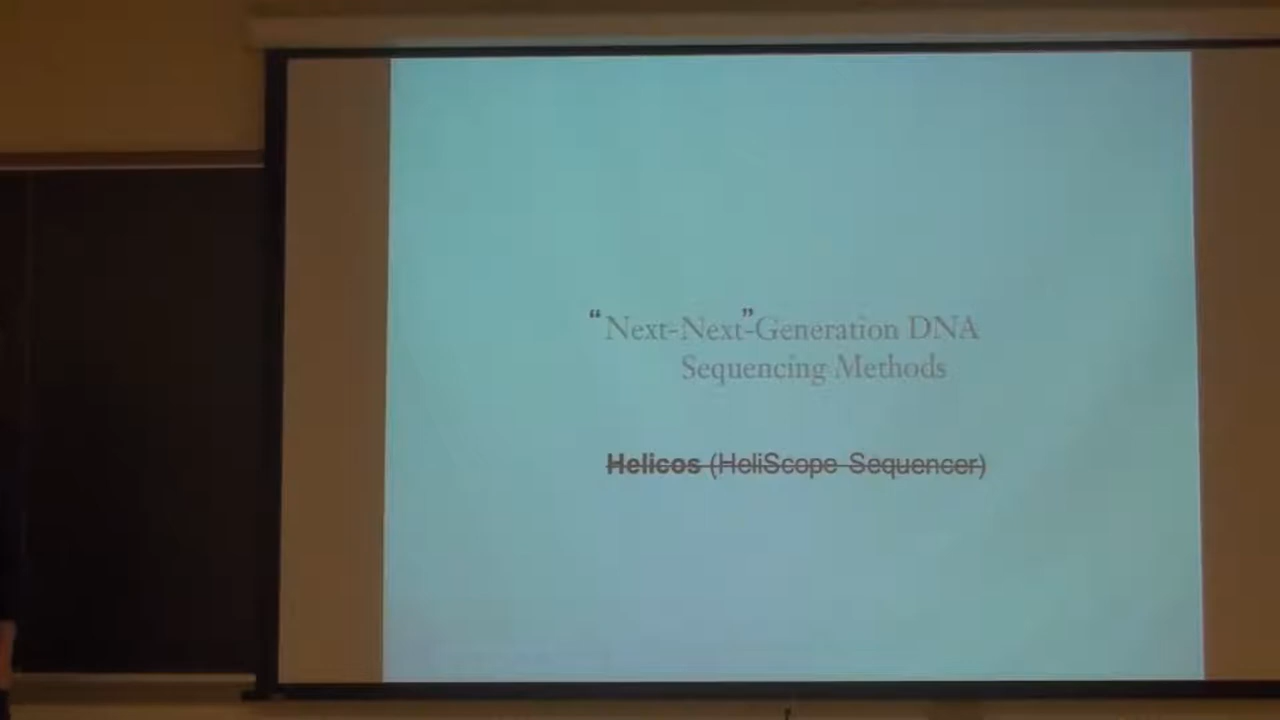 “Next-Next”-Generation DNA
Sequencing Methods
Helicos (HeliScope Sequencer)